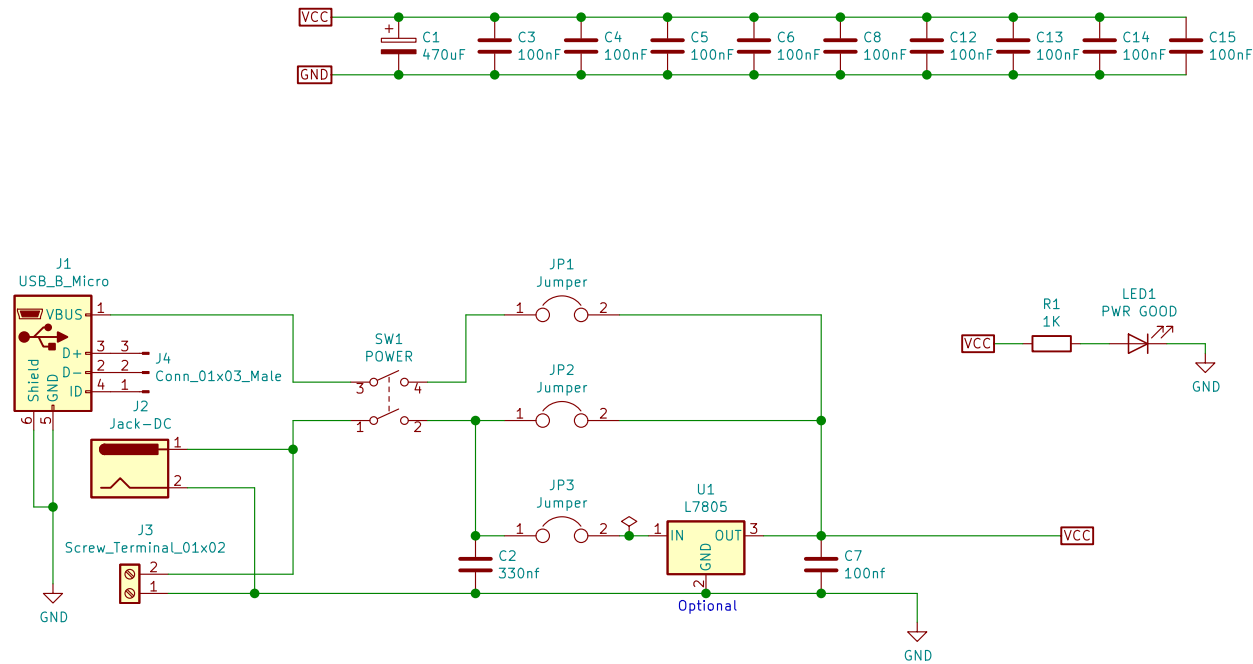 VCC
C1
470uF
C3
100nF
C4
100nF
C5
100nF
C6
100nF
C8
100nF
C12
100nF
C13
100nF
C14
100nF
C15
100nF
GND
J1
USB_B_Micro
VBUS
1
D+
3
3
D-
2
2
ID
4
1
Shield
GND
6
5
J4
Conn_01x03_Male
J2
Jack-DC
1
2
J3
Screw_Terminal_01x02
2
1
GND
SW1
POWER
3
4
1
2
JP1
Jumper
1
2
JP2
Jumper
1
2
JP3
Jumper
1
2
C2
330nf
U1
L7805
1
IN
OUT
3
GND
2
Optional
C7
100nf
VCC
GND
VCC
R1
1K
LED1
PWR GOOD
GND